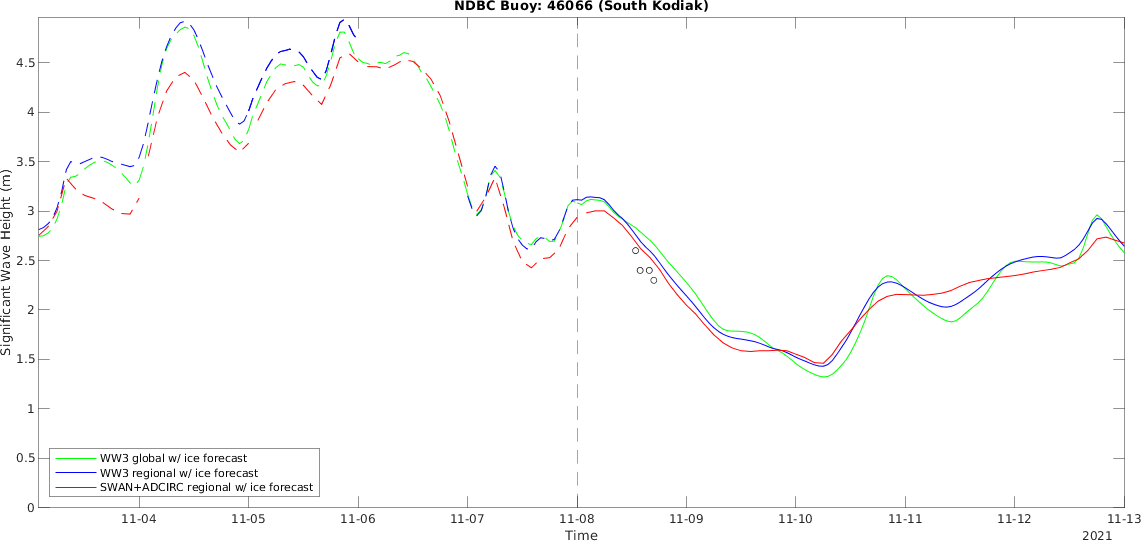 NDBC Buoy: 46066 (South Kodiak)
Significant Wave Height (m)
4.5
4
3.5
3
2.5
2
1.5
1
0.5
0
WW3 global w/ ice forecast
WW3 regional w/ ice forecast
SWAN+ADCIRC regional w/ ice forecast
11-04 11-05 11-06 11-07 11-08 11-09 11-10 11-11 11-12 11-13
Time
2021